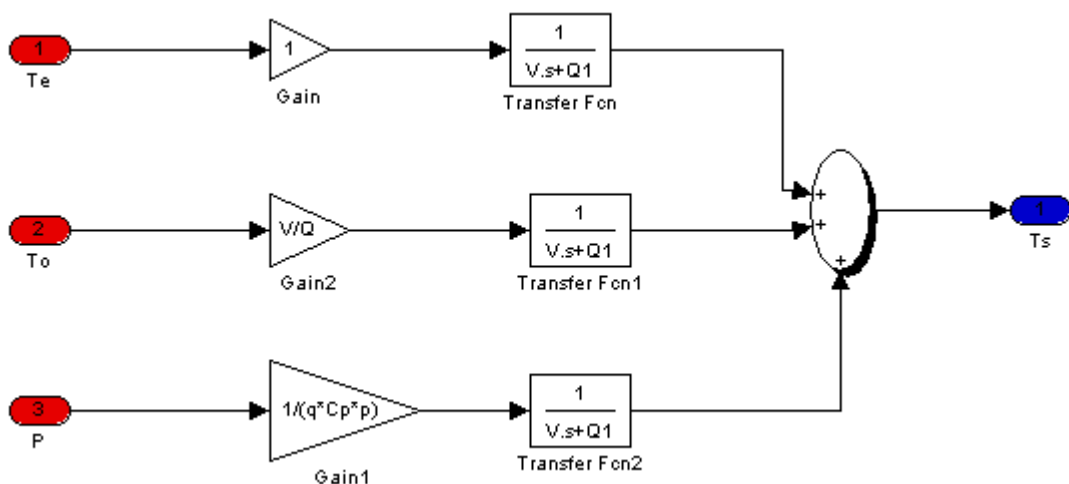 1
Te
1
Gain
1
V.s+Q1
Transfer Fcn
2
To
V/Q
Gain2
1
V.s+Q1
Transfer Fcn1
3
P
1/(q*Cp*p)
Gain1
1
V.s+Q1
Transfer Fcn2
+
+
+
1
Ts